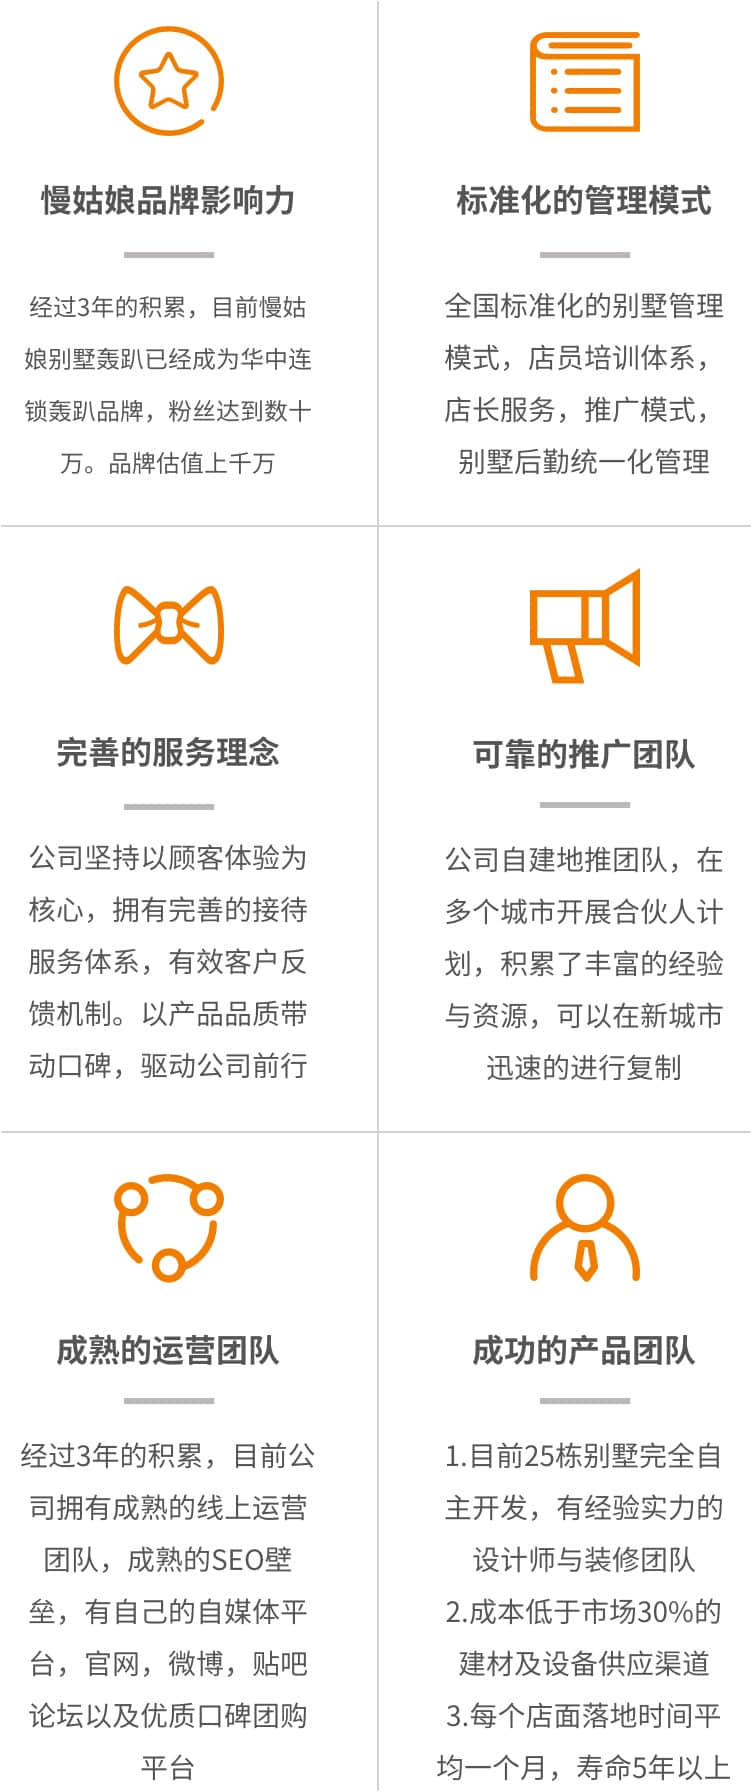 慢姑娘品牌影响力
经过3年的积累，目前慢姑
娘别墅轰趴已经成为华中连
锁轰趴品牌，粉丝达到数十
万。品牌估值上千万
标准化的管理模式
全国标准化的别墅管理
模式，店员培训体系，
店长服务，推广模式，
别墅后勤统一化管理
完善的服务理念
公司坚持以顾客体验为
核心，拥有完善的接待
服务体系，有效客户反
馈机制。以产品品质带
动口碑，驱动公司前行
可靠的推广团队
公司自建地推团队，在
多个城市开展合伙人计
划，积累了丰富的经验
与资源，可以在新城市
迅速的进行复制
成熟的运营团队
经过3年的积累，目前公
司拥有成熟的线上运营
团队，成熟的SEO壁
垒，有自己的自媒体平
台，官网，微博，贴吧
论坛以及优质口碑团购
平台
成功的产品团队
1.目前25栋别墅完全自
主开发，有经验实力的
设计师与装修团队
2.成本低于市场30%的
建材及设备供应渠道
3.每个店面落地时间平
均一个月，寿命5年以上